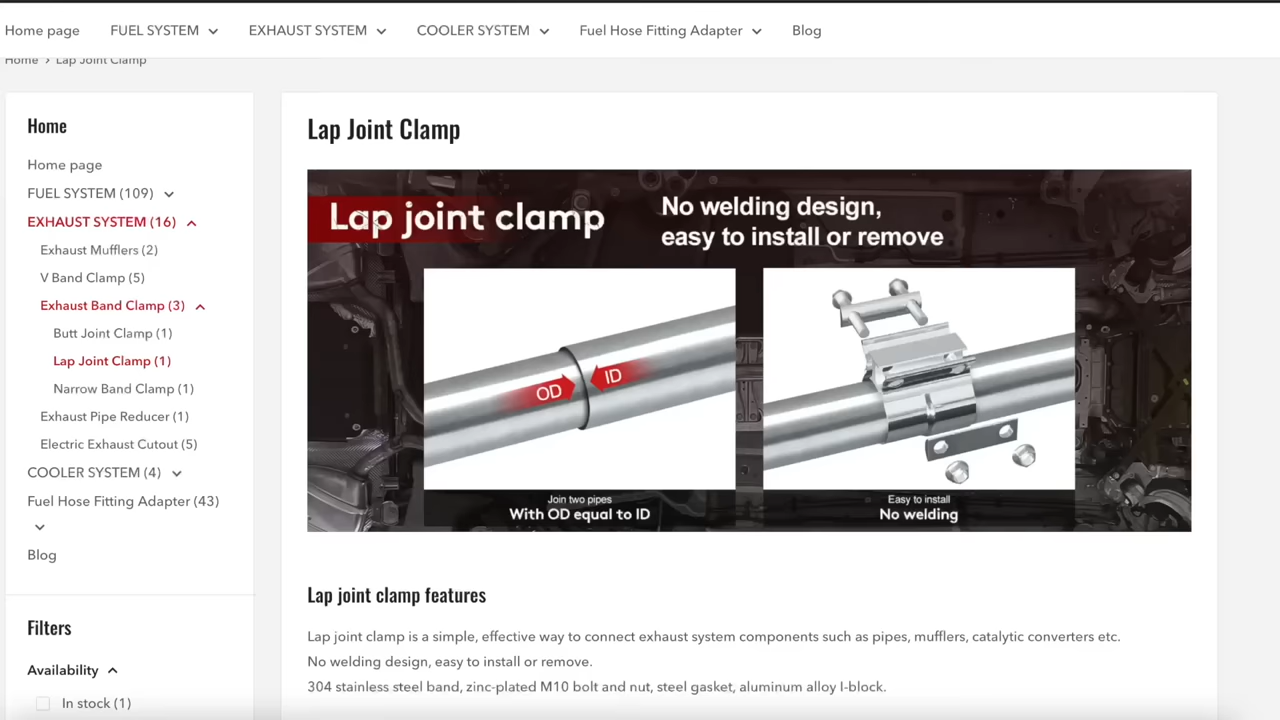 Home page FUEL SYSTEM EXHAUST SYSTEM COOLER SYSTEM Fuel Hose Fitting Adapter Blog
Home › Lap Joint Clamp
Home
Home page
FUEL SYSTEM (109)
EXHAUST SYSTEM (16)
Exhaust Mufflers (2)
V Band Clamp (5)
Exhaust Band Clamp (3)
Butt Joint Clamp (1)
Lap Joint Clamp (1)
Narrow Band Clamp (1)
Exhaust Pipe Reducer (1)
Electric Exhaust Cutout (5)
COOLER SYSTEM (4)
Fuel Hose Fitting Adapter (43)
Blog
Filters
Availability
In stock (1)
Lap Joint Clamp
Lap joint clamp
No welding design,
easy to install or remove
OD ID
Join two pipes
With OD equal to ID
Easy to install
No welding
Lap joint clamp features
Lap joint clamp is a simple, effective way to connect exhaust system components such as pipes, mufflers, catalytic converters etc.
No welding design, easy to install or remove.
304 stainless steel band, zinc-plated M10 bolt and nut, steel gasket, aluminum alloy I-block.